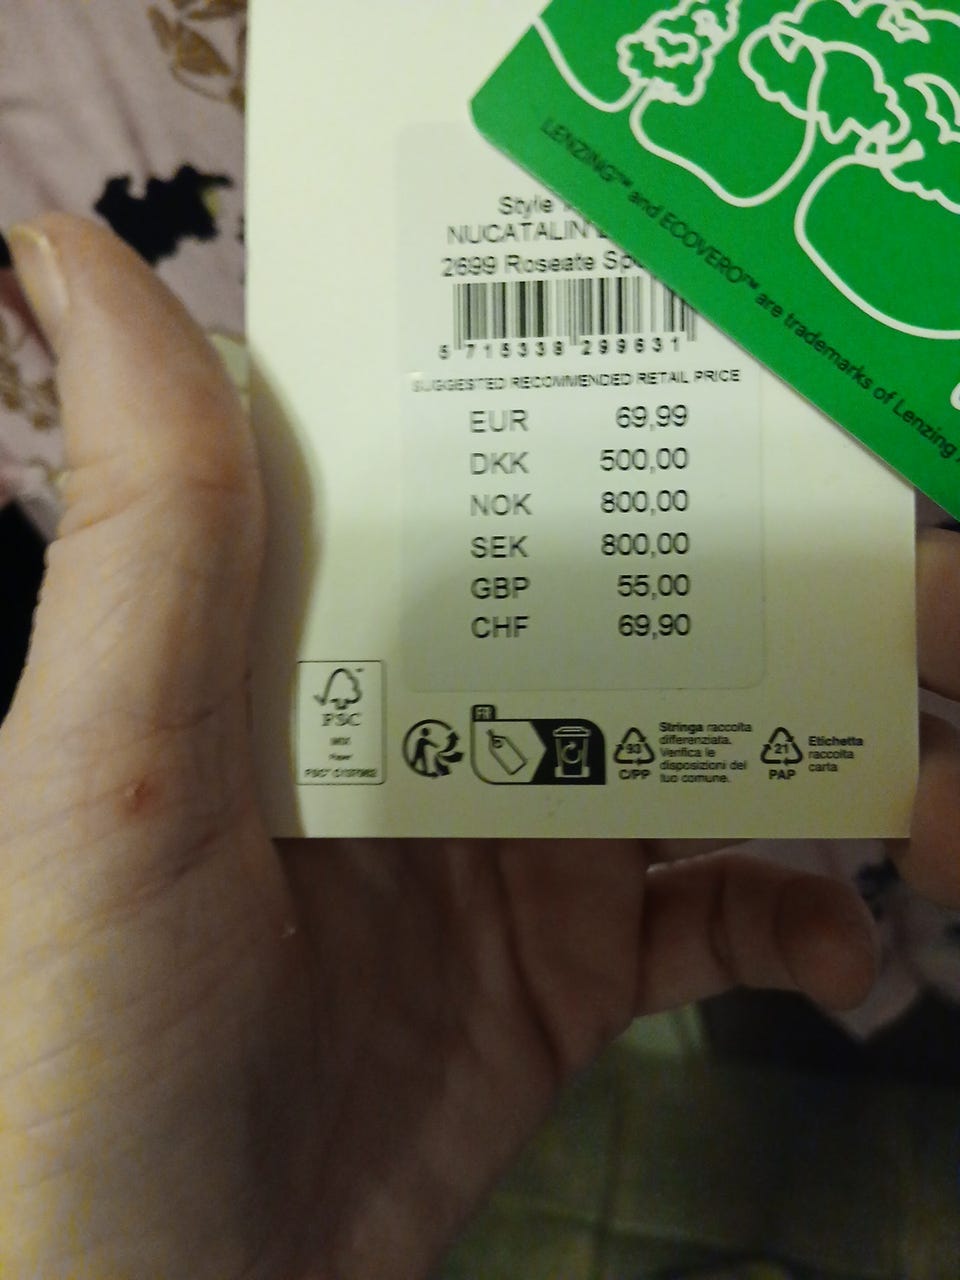 LENZING™ and ECOVERO™ are trademarks of Lenzing
Style
NUCATALIN
2699 Roseate
5 715338 299631
SUGGESTED RECOMMENDED RETAIL PRICE
EUR 69,99
DKK 500,00
NOK 800,00
SEK 800,00
GBP 55,00
CHF 69,90
FSC
MIX
Paper
FR
93
C/PP
Stringa raccolta
differenziata.
Verifica le
disposizioni del
tuo comune.
21
PAP
Etichetta
raccolta
carta